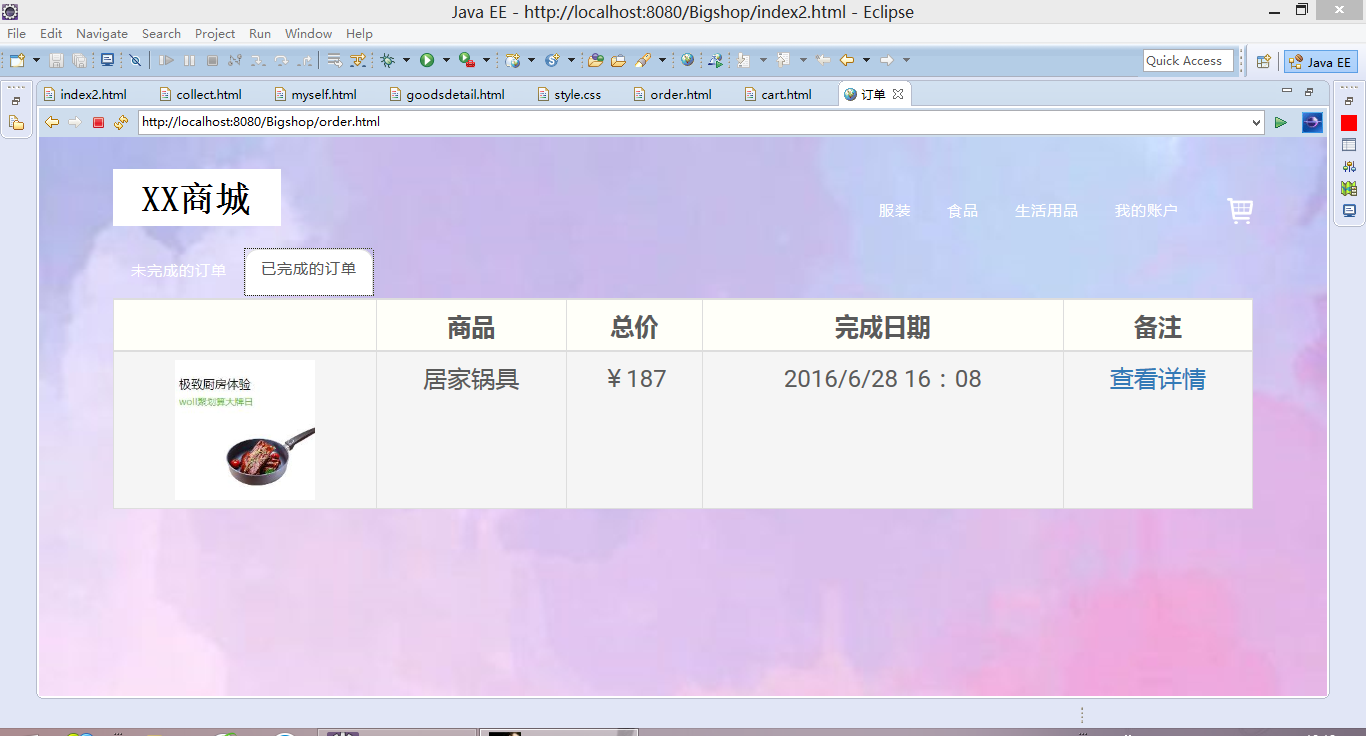 Java EE - http://localhost:8080/Bigshop/index2.html - Eclipse
File Edit Navigate Search Project Run Window Help
Quick Access Java EE
index2.html collect.html myself.html goodsdetail.html style.css order.html cart.html 订单
http://localhost:8080/Bigshop/order.html
XX商城
服装 食品 生活用品 我的账户
未完成的订单 已完成的订单
商品 总价 完成日期 备注
极致厨房体验
woll聚划算大牌日
居家锅具 ￥187 2016/6/28 16：08 查看详情